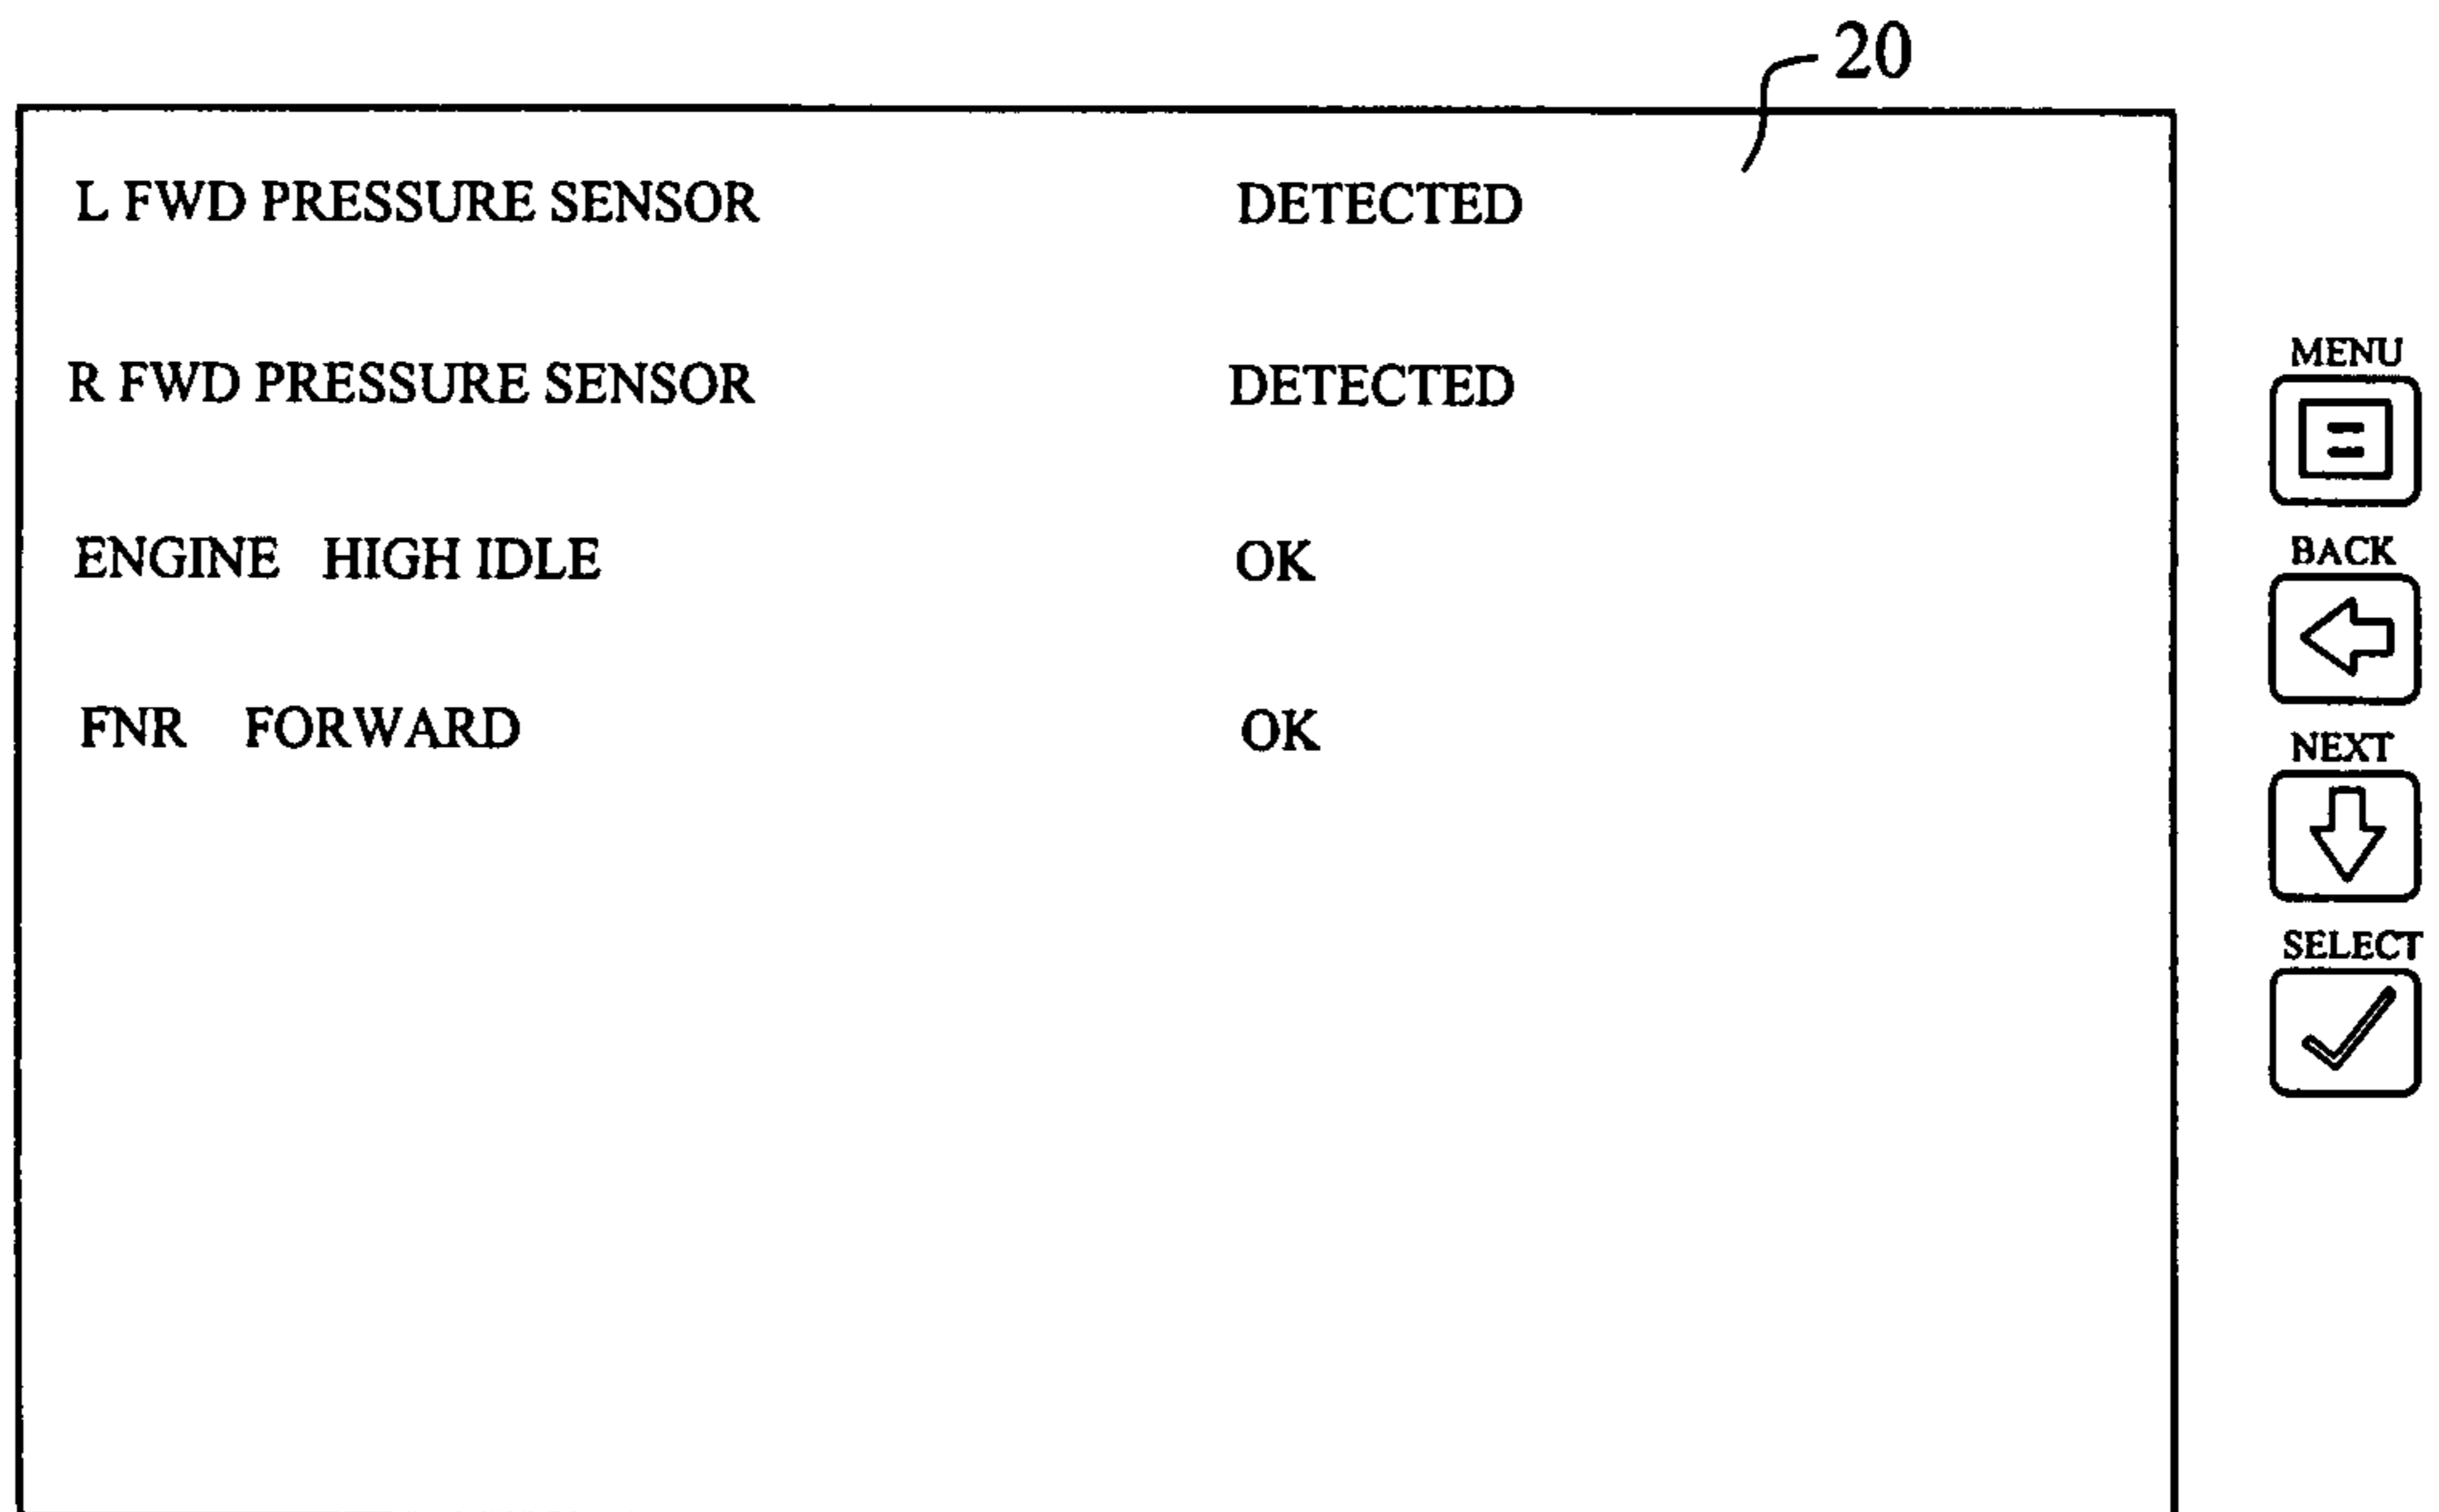 20
L FWD PRESSURE SENSOR DETECTED
R FWD PRESSURE SENSOR DETECTED
ENGINE HIGH IDLE OK
FNR FORWARD OK
MENU
BACK
NEXT
SELECT